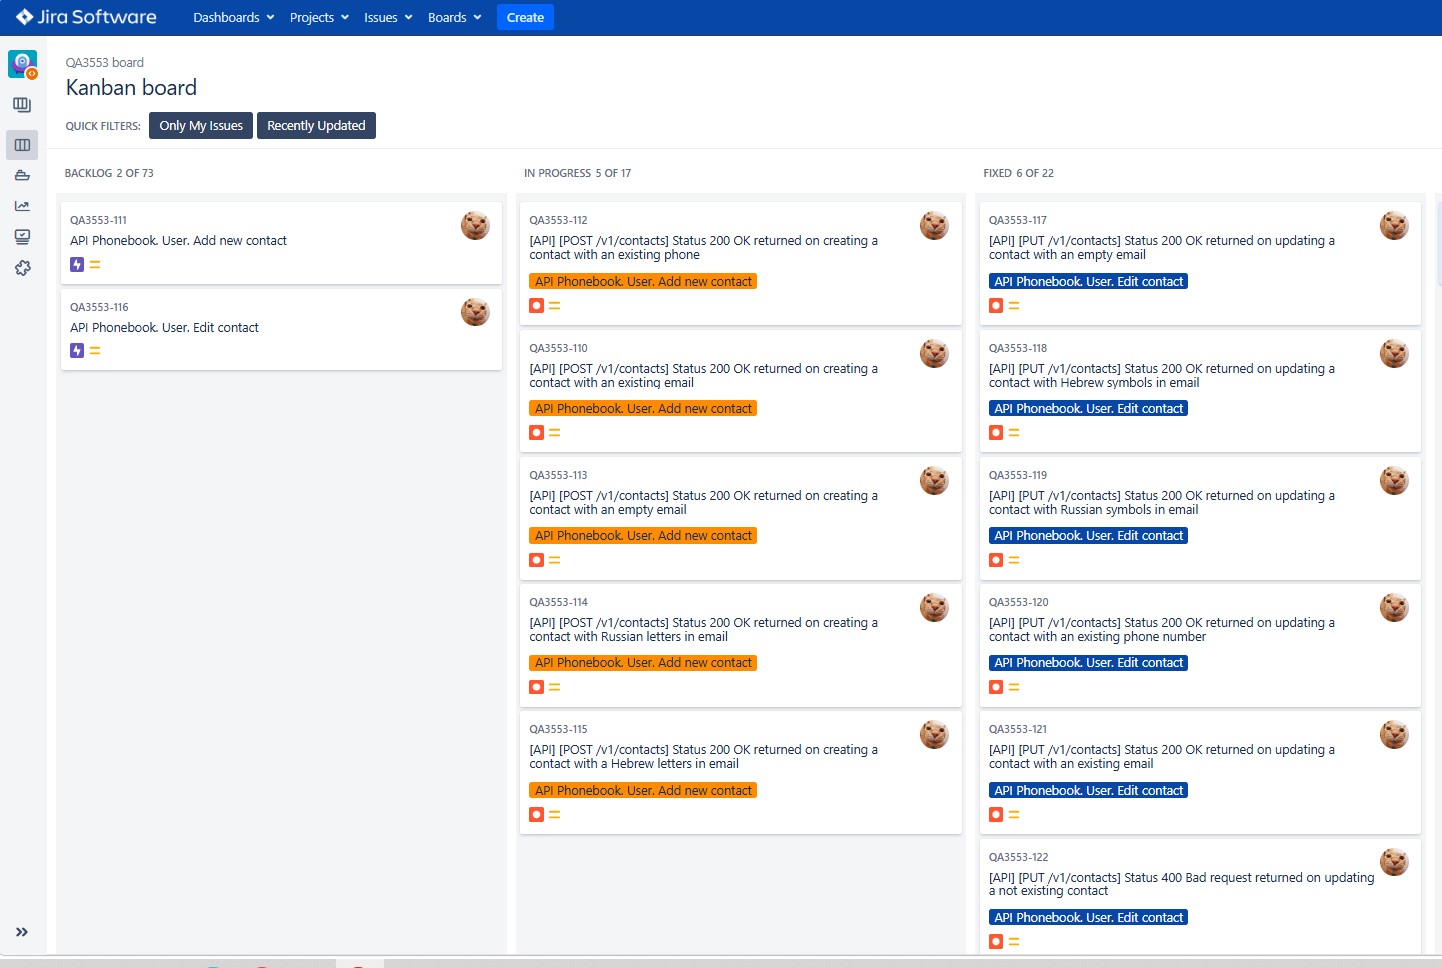 Jira Software
Dashboards
Projects
Issues
Boards
Create
QA3553 board
Kanban board
QUICK FILTERS:
Only My Issues
Recently Updated
BACKLOG 2 OF 73
QA3553-111
API Phonebook. User. Add new contact
QA3553-116
API Phonebook. User. Edit contact
IN PROGRESS 5 OF 17
QA3553-112
[API] [POST /v1/contacts] Status 200 OK returned on creating a
contact with an existing phone
API Phonebook. User. Add new contact
QA3553-110
[API] [POST /v1/contacts] Status 200 OK returned on creating a
contact with an existing email
API Phonebook. User. Add new contact
QA3553-113
[API] [POST /v1/contacts] Status 200 OK returned on creating a
contact with an empty email
API Phonebook. User. Add new contact
QA3553-114
[API] [POST /v1/contacts] Status 200 OK returned on creating a
contact with Russian letters in email
API Phonebook. User. Add new contact
QA3553-115
[API] [POST /v1/contacts] Status 200 OK returned on creating a
contact with a Hebrew letters in email
API Phonebook. User. Add new contact
FIXED 6 OF 22
QA3553-117
[API] [PUT /v1/contacts] Status 200 OK returned on updating a
contact with an empty email
API Phonebook. User. Edit contact
QA3553-118
[API] [PUT /v1/contacts] Status 200 OK returned on updating a
contact with Hebrew symbols in email
API Phonebook. User. Edit contact
QA3553-119
[API] [PUT /v1/contacts] Status 200 OK returned on updating a
contact with Russian symbols in email
API Phonebook. User. Edit contact
QA3553-120
[API] [PUT /v1/contacts] Status 200 OK returned on updating a
contact with an existing phone number
API Phonebook. User. Edit contact
QA3553-121
[API] [PUT /v1/contacts] Status 200 OK returned on updating a
contact with an existing email
API Phonebook. User. Edit contact
QA3553-122
[API] [PUT /v1/contacts] Status 400 Bad request returned on updating
a not existing contact
API Phonebook. User. Edit contact